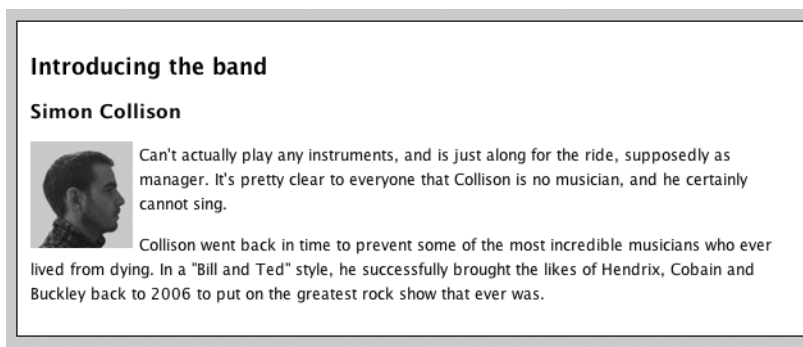 Introducing the band
Simon Collison
Can't actually play any instruments, and is just along for the ride, supposedly as
manager. It's pretty clear to everyone that Collison is no musician, and he certainly
cannot sing.
Collison went back in time to prevent some of the most incredible musicians who ever
lived from dying. In a "Bill and Ted" style, he successfully brought the likes of Hendrix, Cobain and
Buckley back to 2006 to put on the greatest rock show that ever was.